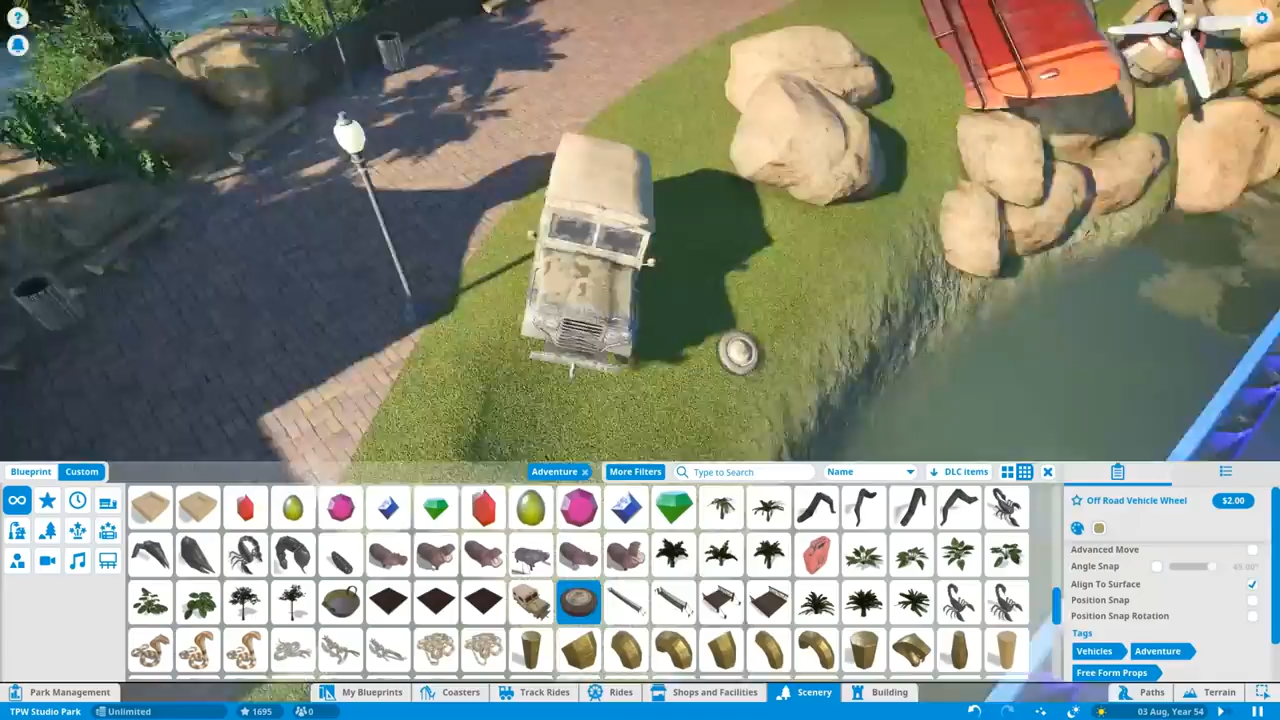 ?
Blueprint Custom Adventure × More Filters Type to Search Name DLC items
Off Road Vehicle Wheel $2.00
Advanced Move
Angle Snap 45.00°
Align To Surface
Position Snap
Position Snap Rotation
Tags
Vehicles Adventure
Free Form Props
Park Management My Blueprints Coasters Track Rides Rides Shops and Facilities Scenery Building Paths Terrain
TPW Studio Park Unlimited 1695 0 03 Aug, Year 54